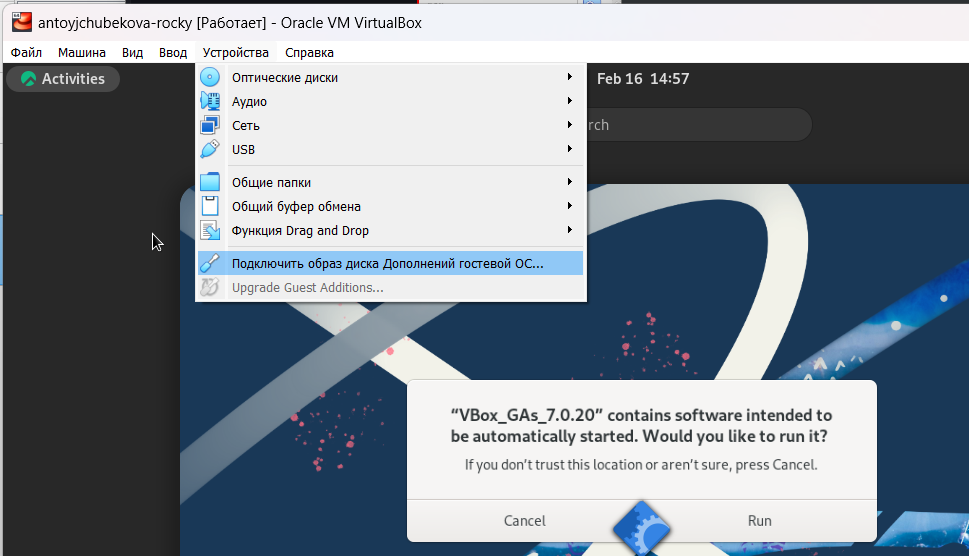 antoyjchubekova-rocky [Работает] - Oracle VM VirtualBox
Файл Машина Вид Ввод Устройства Справка
Activities
Feb 16 14:57
Оптические диски
Аудио
Сеть
USB
Общие папки
Общий буфер обмена
Функция Drag and Drop
Подключить образ диска Дополнений гостевой ОС...
Upgrade Guest Additions...
rch
“VBox_GAs_7.0.20” contains software intended to
be automatically started. Would you like to run it?
If you don’t trust this location or aren’t sure, press Cancel.
Cancel Run